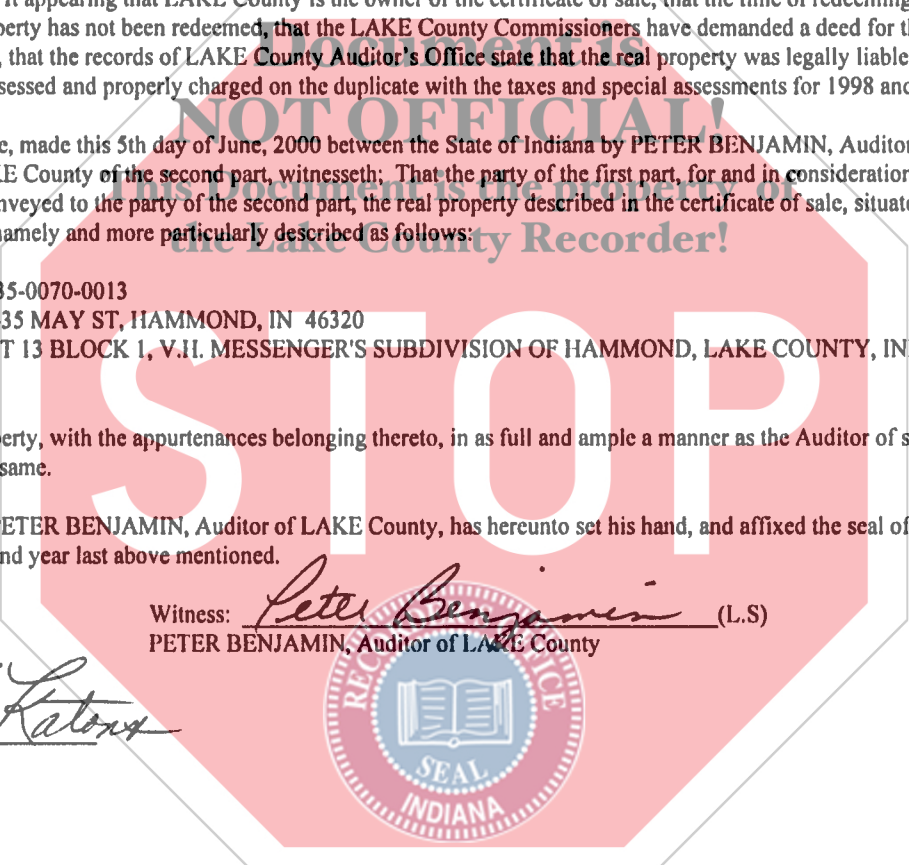 It appearing that LAKE County is the owner of the certificate of sale, that the time of redeeming
perty has not been redeemed, that the LAKE County Commissioners have demanded a deed for th
, that the records of LAKE County Auditor's Office state that the real property was legally liable
ssessed and properly charged on the duplicate with the taxes and special assessments for 1998 and
e, made this 5th day of June, 2000 between the State of Indiana by PETER BENJAMIN, Auditor
KE County of the second part, witnesseth; That the party of the first part, for and in consideration
nveyed to the party of the second part, the real property described in the certificate of sale, situate
namely and more particularly described as follows:
35-0070-0013
35 MAY ST, HAMMOND, IN 46320
T 13 BLOCK 1, V.H. MESSENGER'S SUBDIVISION OF HAMMOND, LAKE COUNTY, IN
erty, with the appurtenances belonging thereto, in as full and ample a manner as the Auditor of s
same.
PETER BENJAMIN, Auditor of LAKE County, has hereunto set his hand, and affixed the seal of
nd year last above mentioned.
Witness: Peter Benjamin (L.S)
PETER BENJAMIN, Auditor of LAKE County
Katona
Document is
NOT OFFICIAL!
This Document is the property of
the Lake County Recorder!
STOP
RECORDER'S OFFICE
SEAL
INDIANA